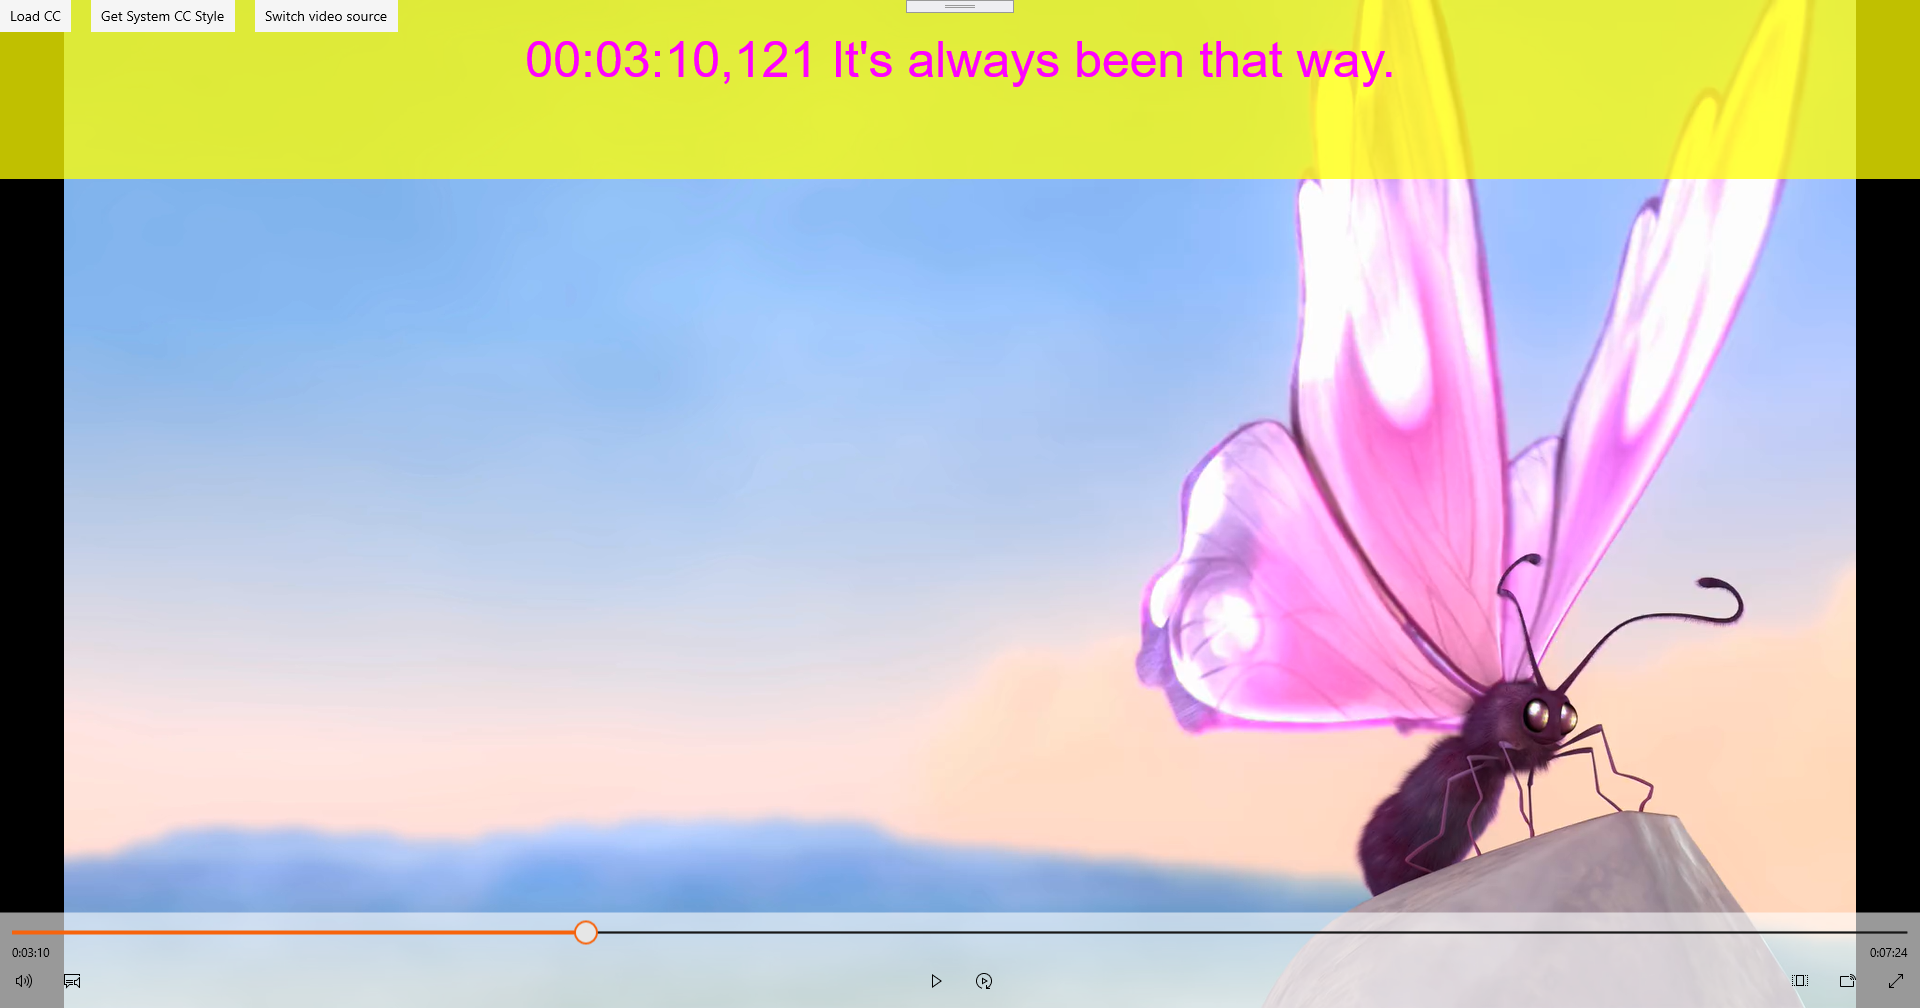 Load CC
Get System CC Style
Switch video source
00:03:10,121 It's always been that way.
0:03:10
0:07:24